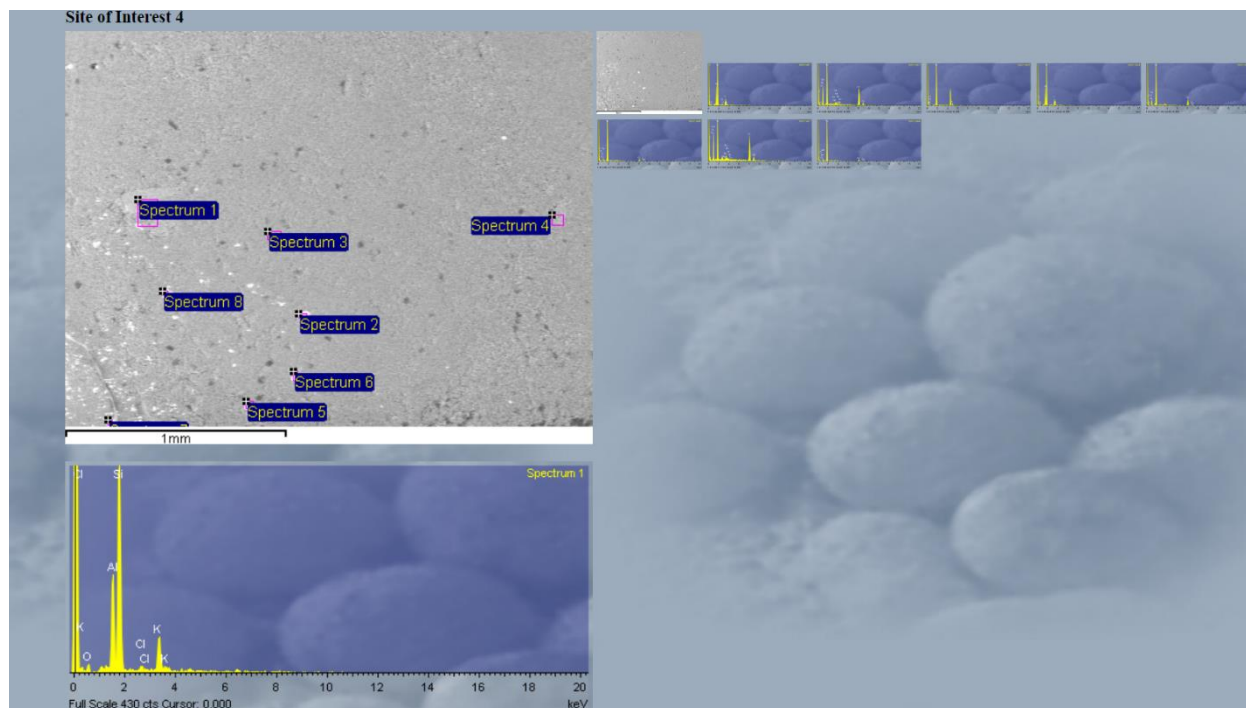 Site of Interest 4
Spectrum 1
Spectrum 4
Spectrum 3
Spectrum 8
Spectrum 2
Spectrum 6
Spectrum 5
1mm
Spectrum 1
Cl Si
Al
K K
Cl
O Cl K
0 2 4 6 8 10 12 14 16 18 20
Full Scale 430 cts Cursor: 0.000 keV